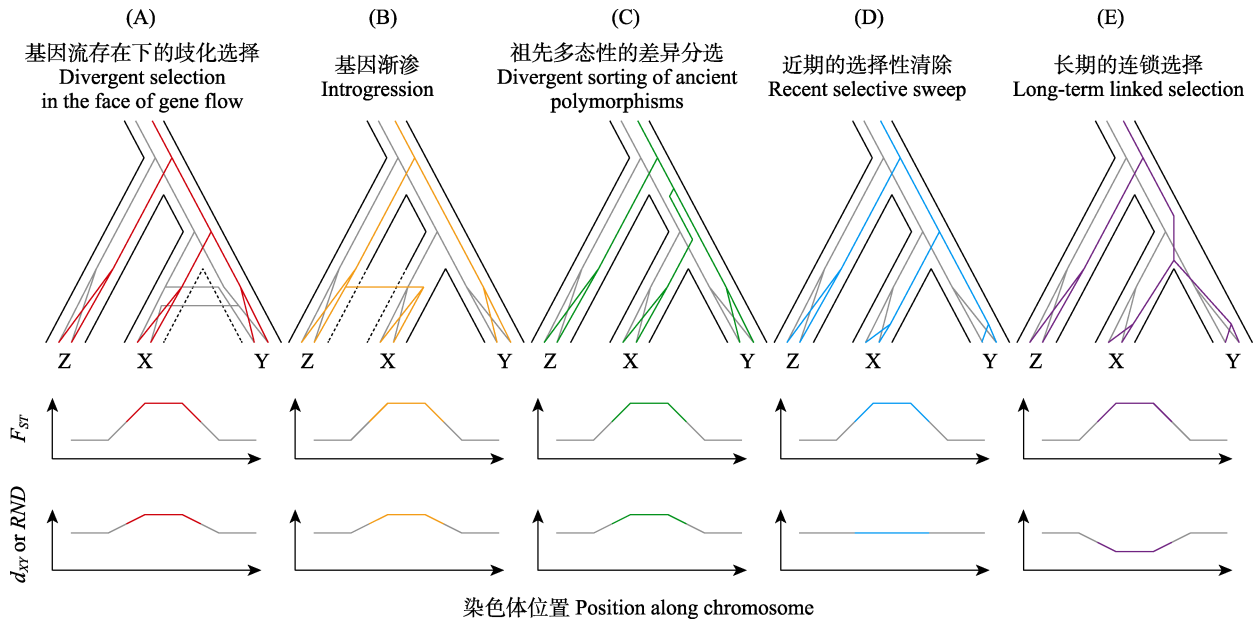 (A)
基因流存在下的歧化选择
Divergent selection
in the face of gene flow
(B)
基因渐渗
Introgression
(C)
祖先多态性的差异分选
Divergent sorting of ancient
polymorphisms
(D)
近期的选择性清除
Recent selective sweep
(E)
长期的连锁选择
Long-term linked selection
Z X Y
Z X Y
Z X Y
Z X Y
Z X Y
FST
dXY or RND
染色体位置 Position along chromosome